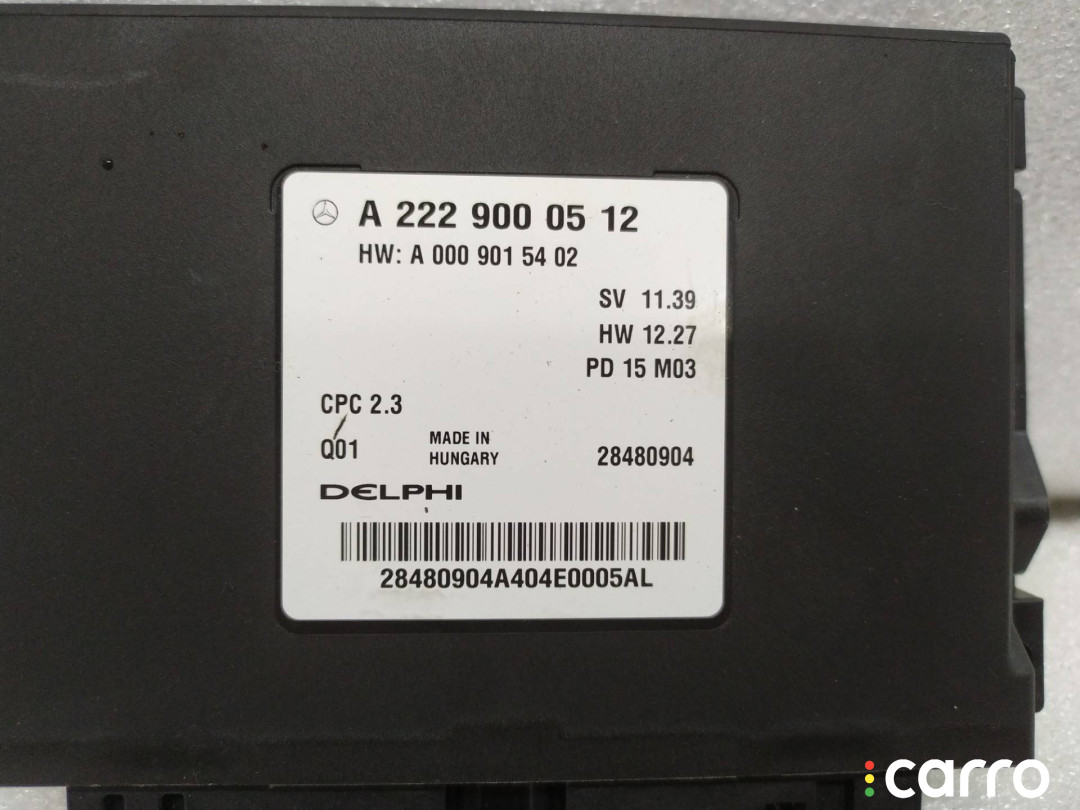 A 222 900 05 12
HW: A 000 901 54 02
SV 11.39
HW 12.27
PD 15 M03
CPC 2.3
Q01
MADE IN
HUNGARY
28480904
DELPHI
28480904A404E0005AL
carro